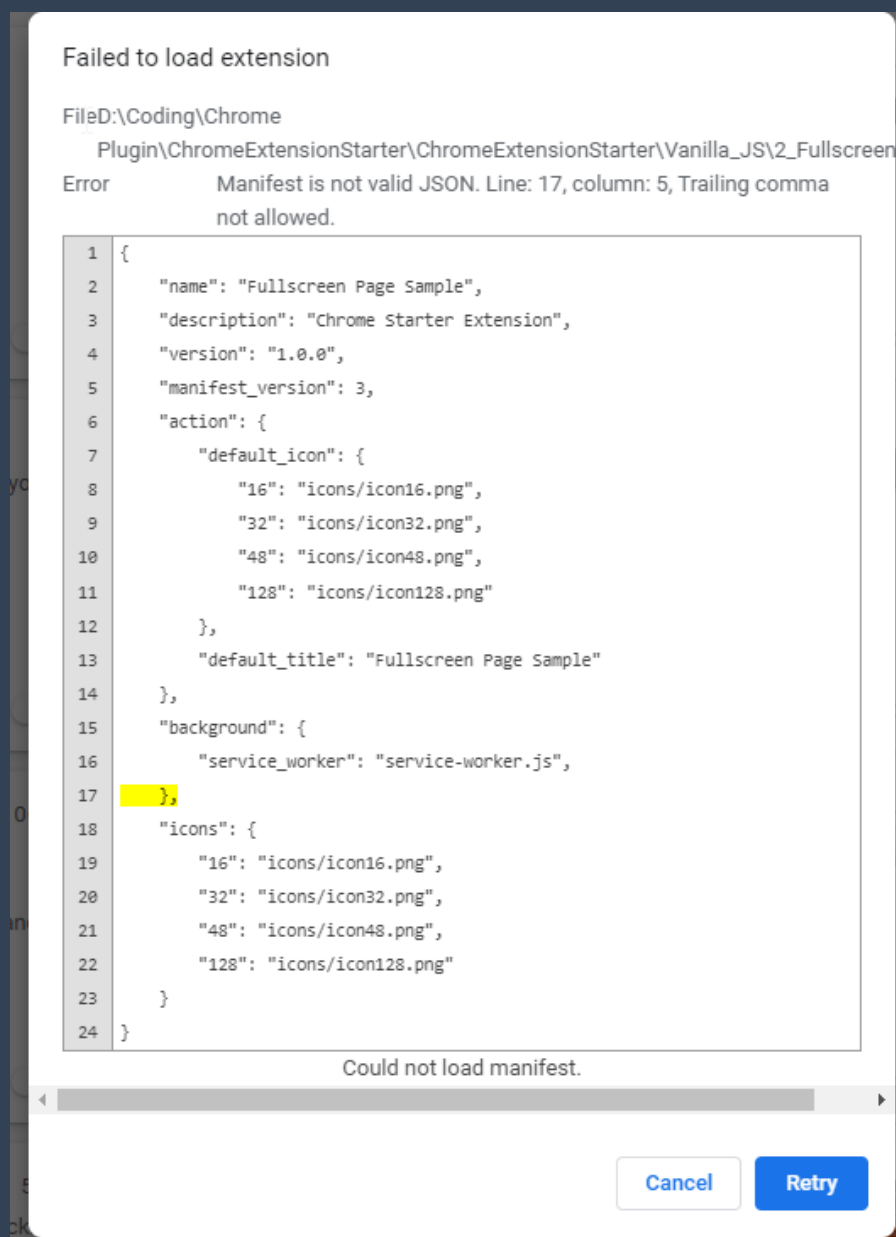 Failed to load extension
FileD:\Coding\Chrome
Plugin\ChromeExtensionStarter\ChromeExtensionStarter\Vanilla_JS\2_Fullscreen
Error Manifest is not valid JSON. Line: 17, column: 5, Trailing comma
not allowed.
1 {
2 "name": "Fullscreen Page Sample",
3 "description": "Chrome Starter Extension",
4 "version": "1.0.0",
5 "manifest_version": 3,
6 "action": {
7 "default_icon": {
8 "16": "icons/icon16.png",
9 "32": "icons/icon32.png",
10 "48": "icons/icon48.png",
11 "128": "icons/icon128.png"
12 },
13 "default_title": "Fullscreen Page Sample"
14 },
15 "background": {
16 "service_worker": "service-worker.js",
17 },
18 "icons": {
19 "16": "icons/icon16.png",
20 "32": "icons/icon32.png",
21 "48": "icons/icon48.png",
22 "128": "icons/icon128.png"
23 }
24 }
Could not load manifest.
Cancel Retry